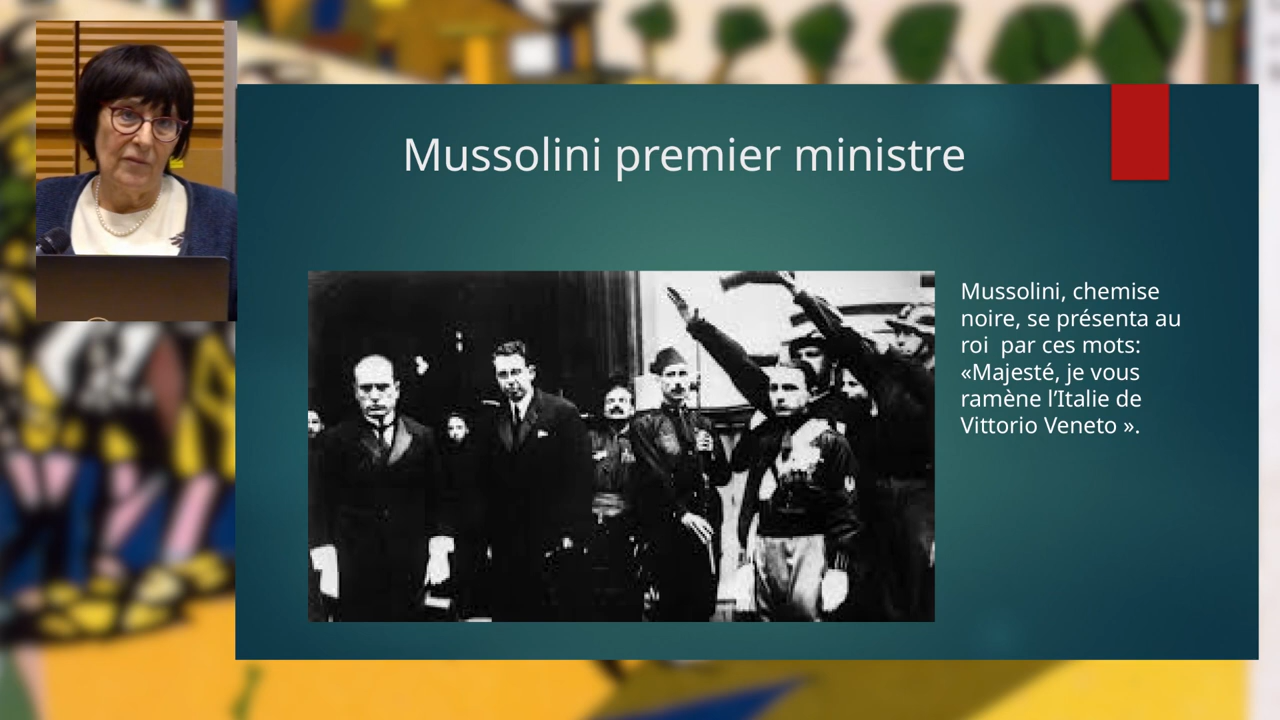 Mussolini premier ministre
Mussolini, chemise
noire, se présenta au
roi  par ces mots:
«Majesté, je vous
ramène l’Italie de
Vittorio Veneto ».